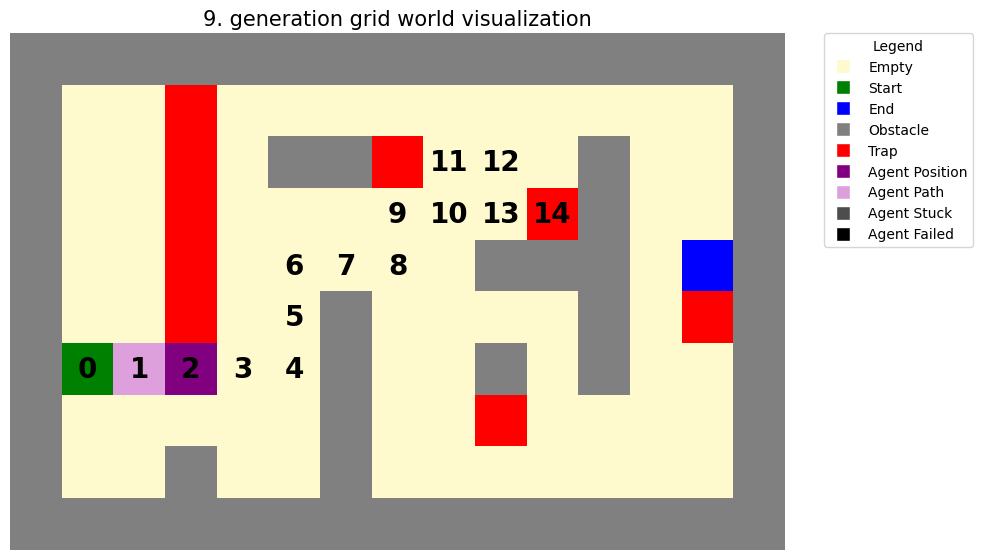 9. generation grid world visualization
Legend
Empty
Start
End
Obstacle
Trap
Agent Position
Agent Path
Agent Stuck
Agent Failed
11 12
9 10 13 14
6 7 8
5
0 1 2 3 4